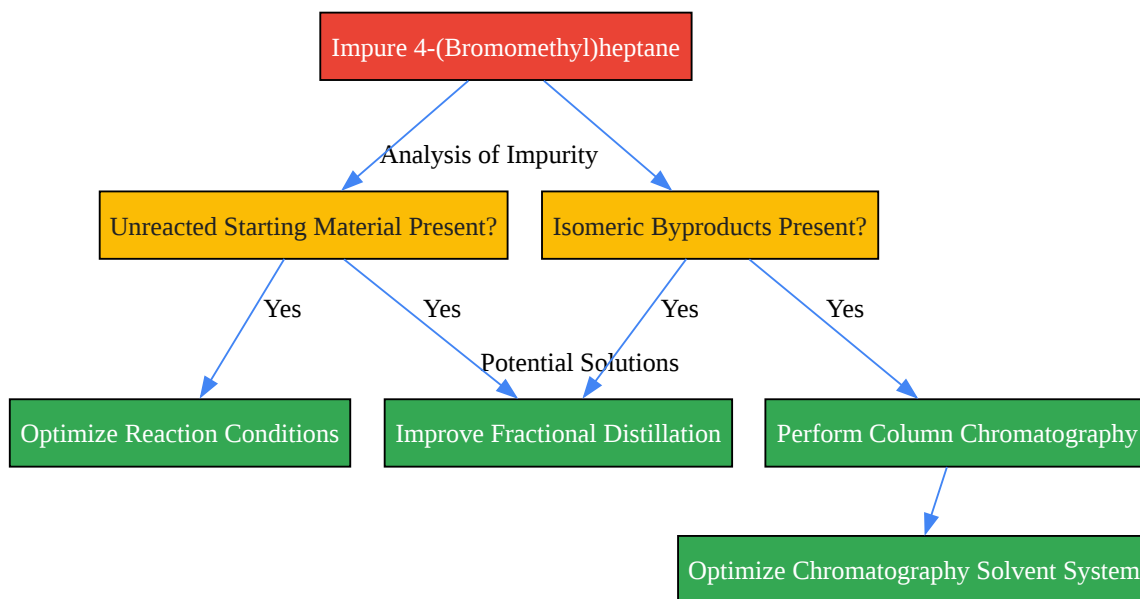 Impure 4-(Bromomethyl)heptane
Analysis of Impurity
Unreacted Starting Material Present?
Isomeric Byproducts Present?
Yes
Yes
Yes
Yes
Potential Solutions
Optimize Reaction Conditions
Improve Fractional Distillation
Perform Column Chromatography
Optimize Chromatography Solvent System